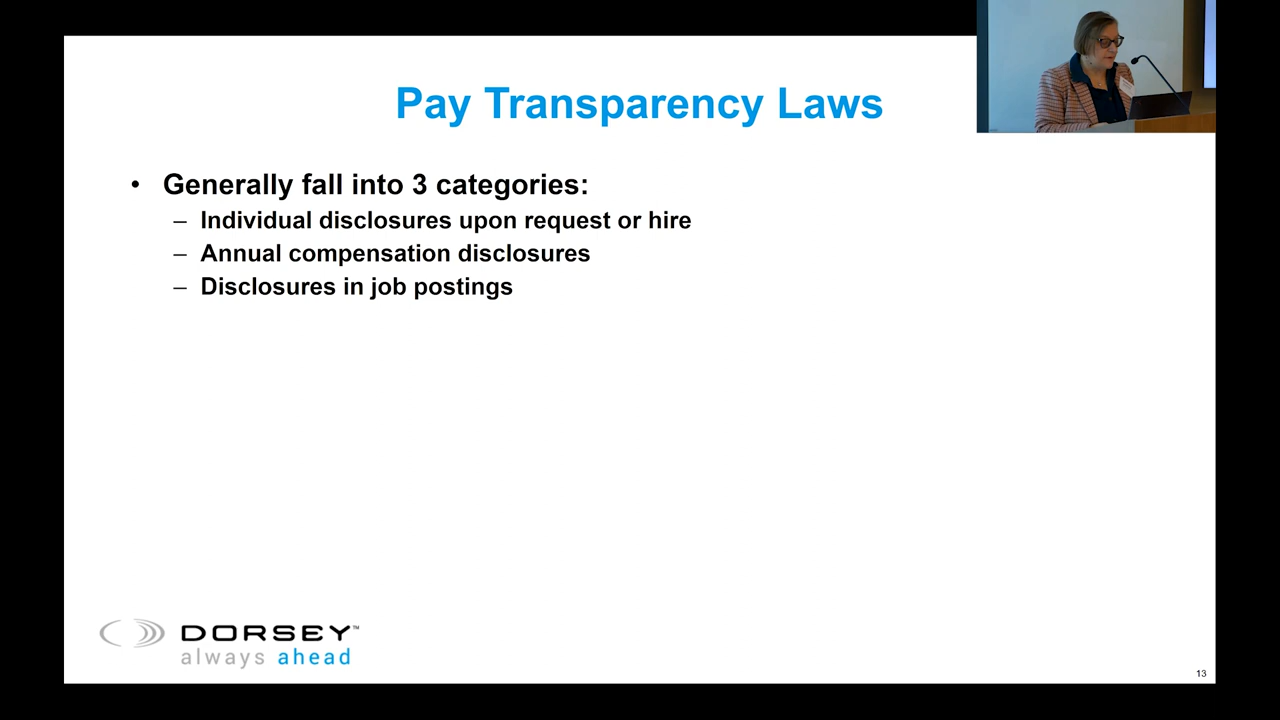 Pay Transparency Laws
• Generally fall into 3 categories:
– Individual disclosures upon request or hire
– Annual compensation disclosures
– Disclosures in job postings
DORSEY™
always ahead
13